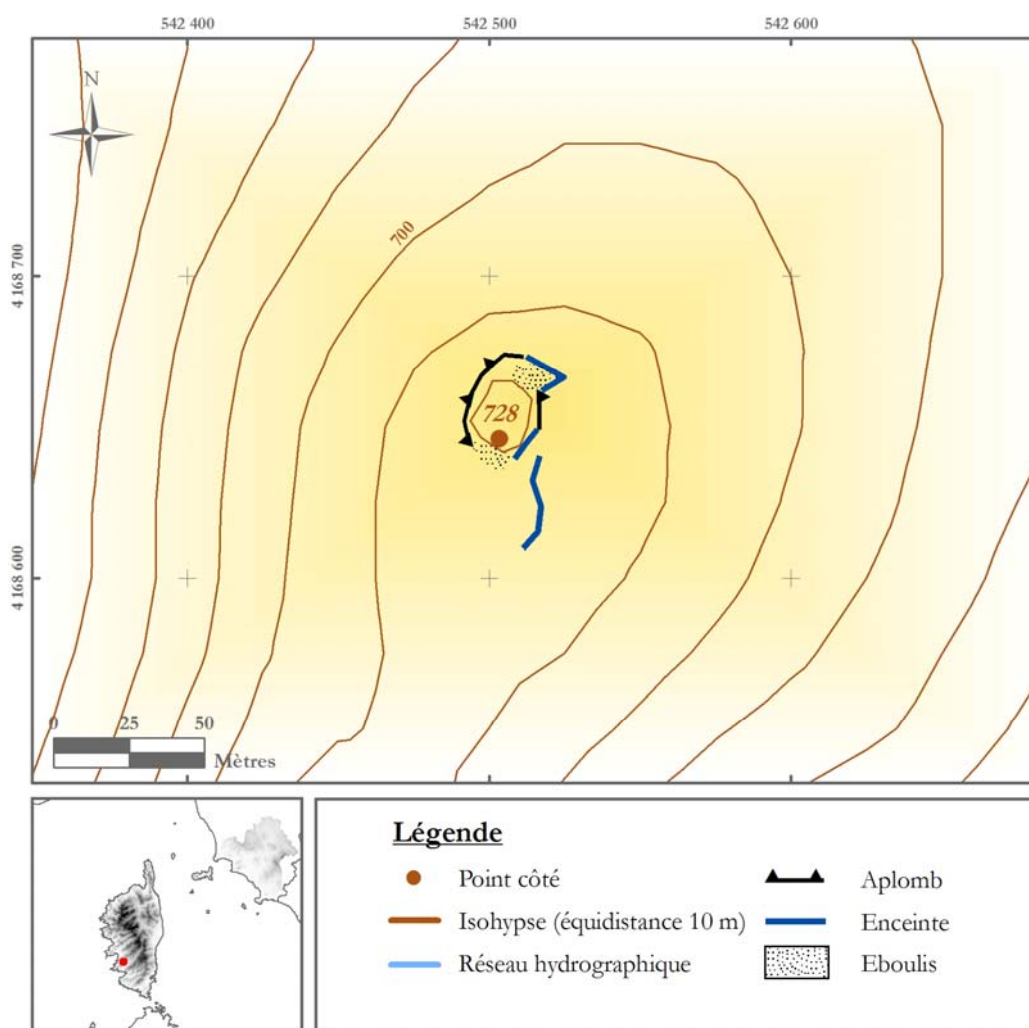 542 400 542 500 542 600
N
4 168 700
700
728
4 168 600
0 25 50
Mètres
Légende
Point côté
Aplomb
Isohypse (équidistance 10 m)
Enceinte
Réseau hydrographique
Eboulis